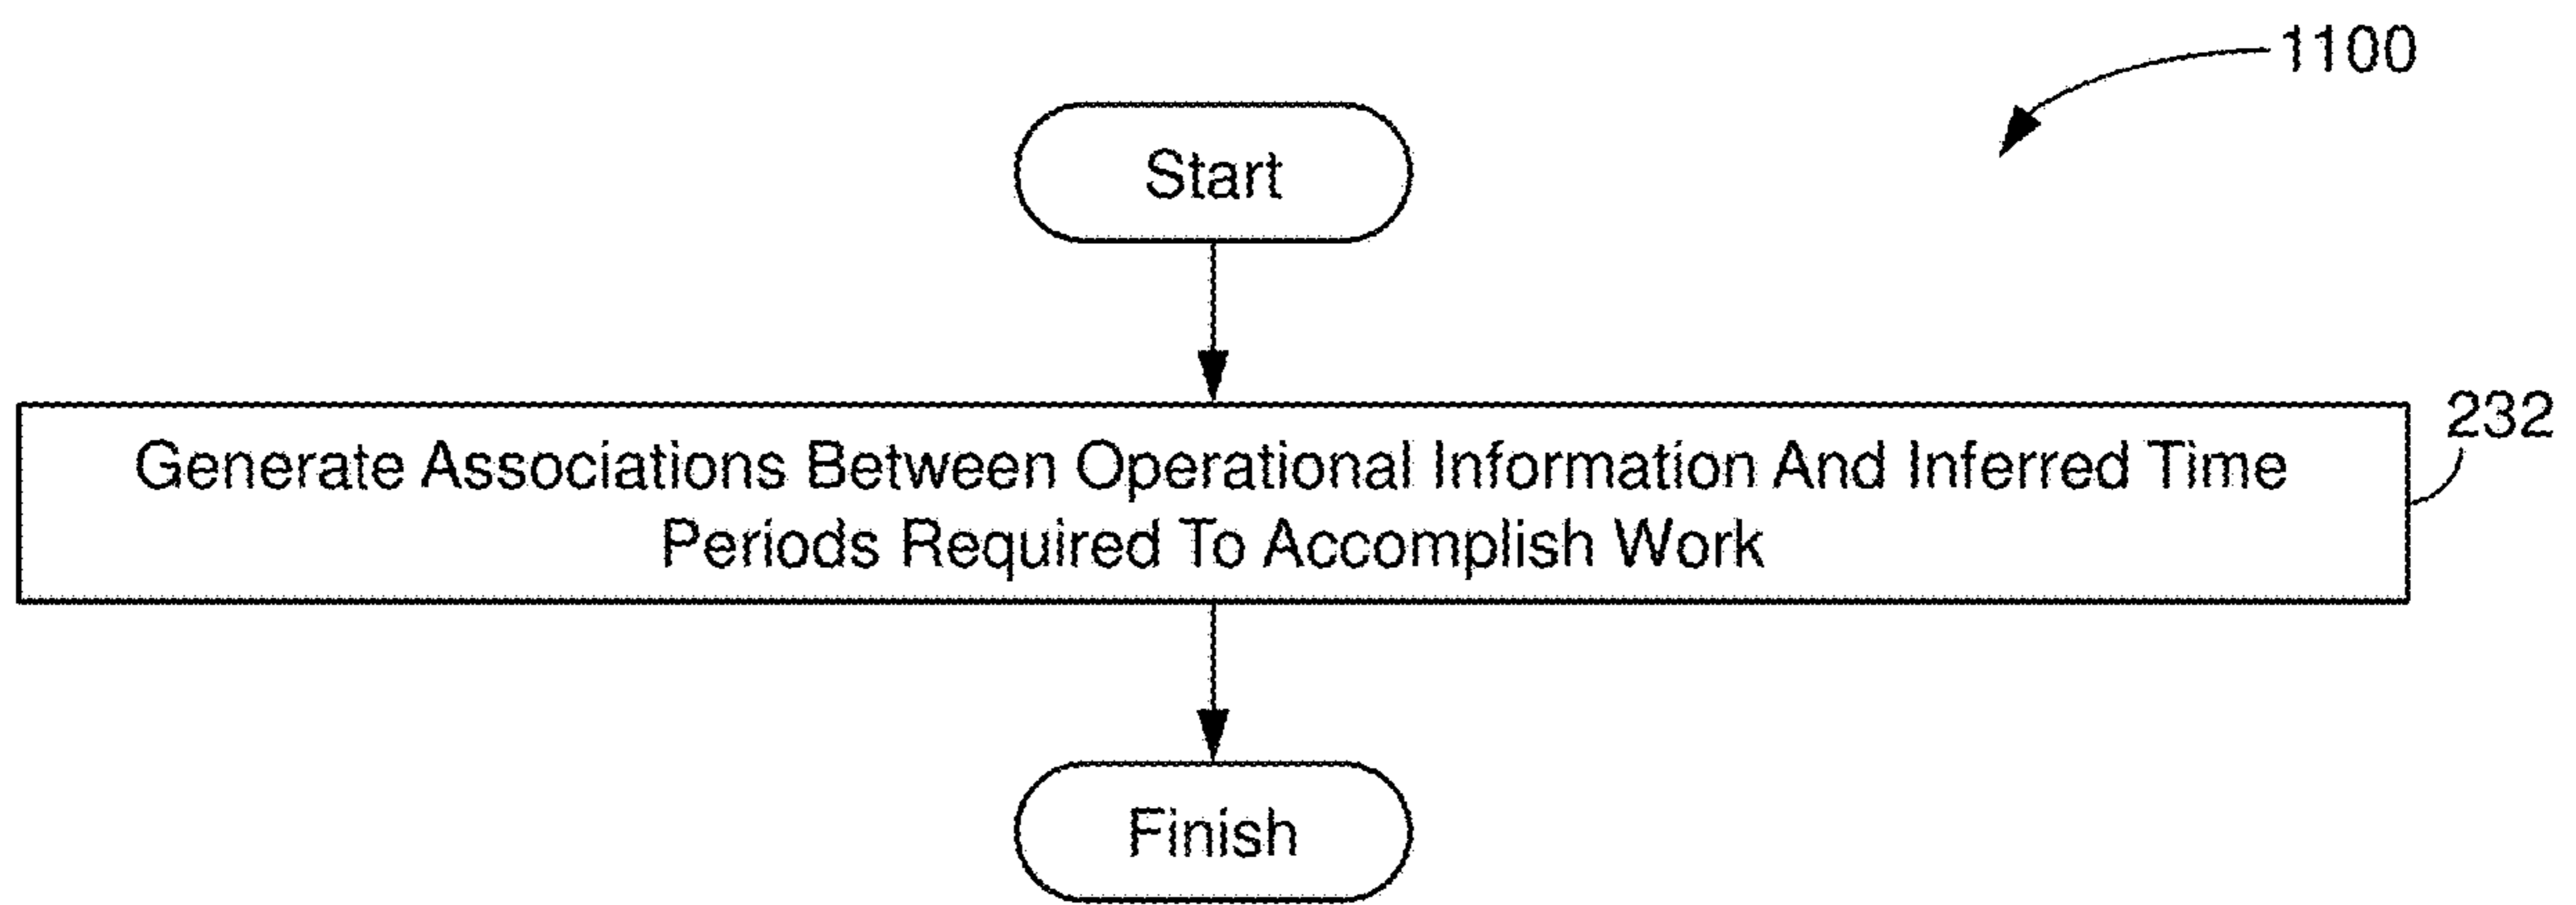 1100
Start
232
Generate Associations Between Operational Information And Inferred Time
Periods Required To Accomplish Work
Finish